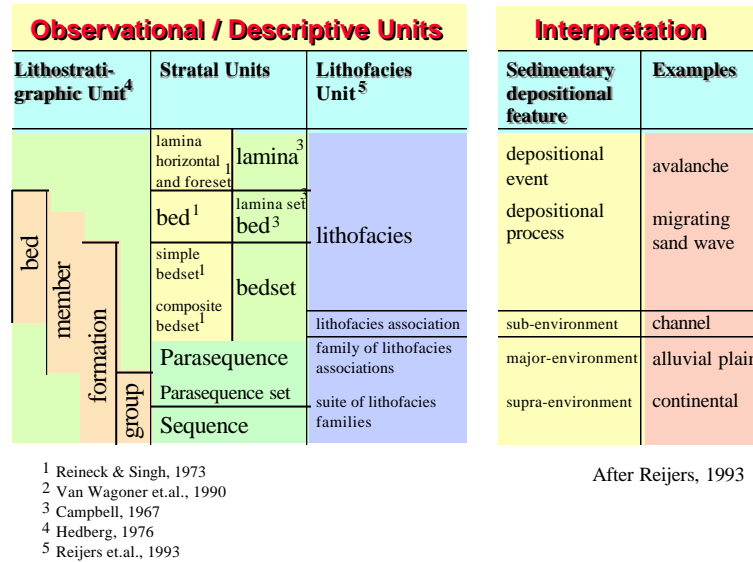 Observational / Descriptive Units
Interpretation
Lithostrati-
graphic Unit4
Stratal Units
Lithofacies
Unit5
Sedimentary
depositional
feature
Examples
lamina
horizontal
and foreset1
lamina3
bed1
lamina set3
bed3
simple
bedset1
composite
bedset1
bedset
Parasequence
Parasequence set
Sequence
bed
member
formation
group
lithofacies
lithofacies association
family of lithofacies
associations
suite of lithofacies
families
depositional
event
avalanche
depositional
process
migrating
sand wave
sub-environment
channel
major-environment
alluvial plain
supra-environment
continental
1 Reineck & Singh, 1973
2 Van Wagoner et.al., 1990
3 Campbell, 1967
4 Hedberg, 1976
5 Reijers et.al., 1993
After Reijers, 1993